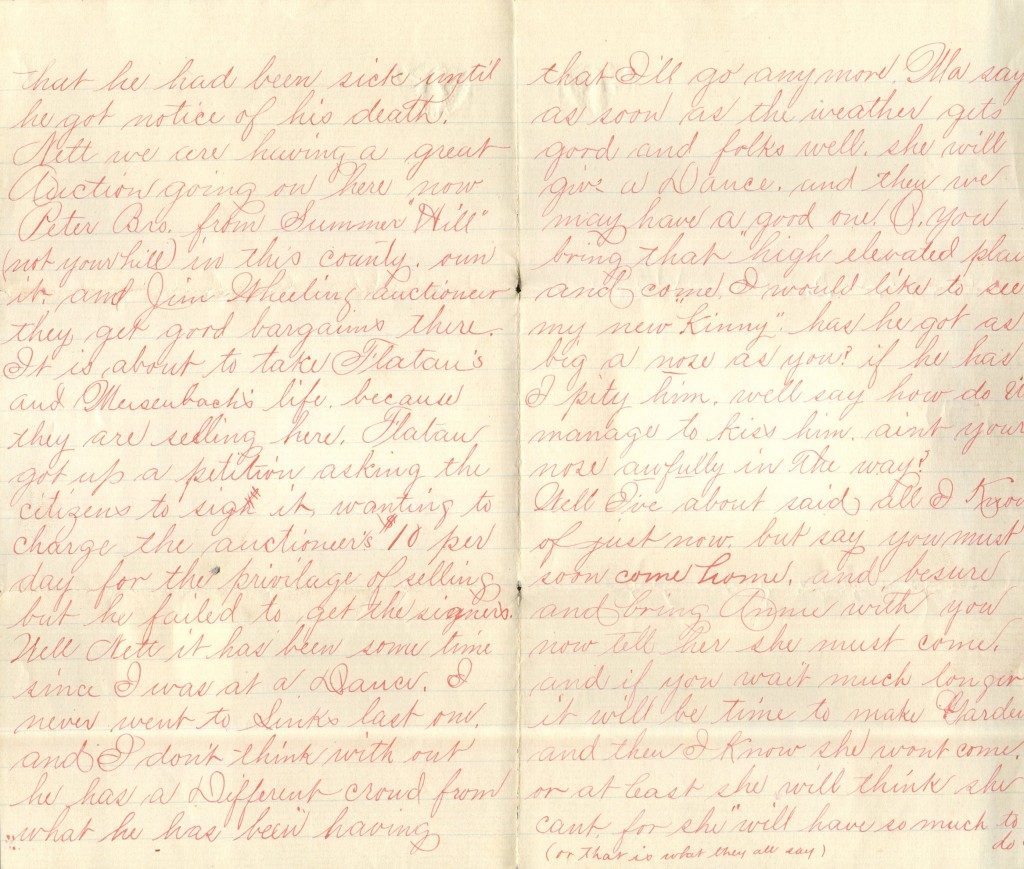 that he had been sick until
he got notice of his death.
Nett we are having a great
Auction going on here now
Peter Bros. from Summer "Hill"
(not your hill) in this county. run
it. and Jim Wheeling auctioneer
they get good bargains there.
It is about to take Flatau's
and Meisenbach's life. because
they are selling here. Flatau
got up a petition asking the
citizens to sign it, wanting to
charge the auctioneer's $10 per
day for the privilage of selling
but he failed to get the signers.
Well Nett it has been some time
since I was at a Dance. I
never went to Links last one.
and I don't think with out
he has a Different croud from
what he has "been" having
that I'll go any more. Ma say
as soon as the weather gets
good and folks well. she will
give a Dance. and then we
may have a good one. O, you
bring that "high elevated plan
and come. I would like to see
my new "Kinny". has he got as
big a nose as you? if he has
I pity him. well say how do U
manage to kiss him. aint your
nose awfully in the way?
Well I've about said all I Know
of just now. but say you must
soon come home. and besure
and bring Annie with you
now tell her she must come.
and if you wait much longer
it will be time to make Garde
and then I Know she wont come.
or at least she will think she
cant. for she "will have so much to
do
(or that is what they all say)